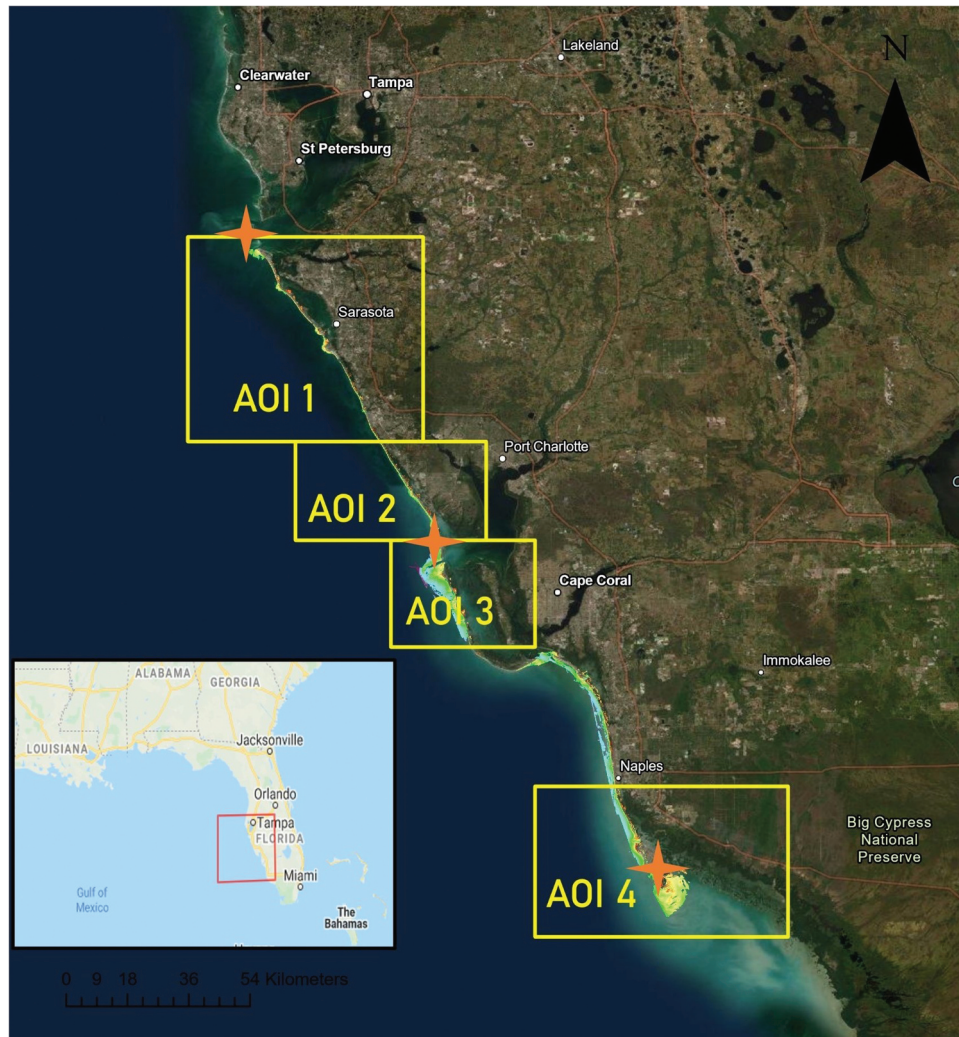 N
Lakeland
Clearwater
Tampa
St Petersburg
Sarasota
AOI 1
Port Charlotte
AOI 2
Cape Coral
AOI 3
Immokalee
Naples
Big Cypress
National
Preserve
AOI 4
ALABAMA
GEORGIA
LOUISIANA
Jacksonville
Orlando
Tampa
FLORIDA
Miami
Gulf of
Mexico
The
Bahamas
0 9 18 36 54 Kilometers